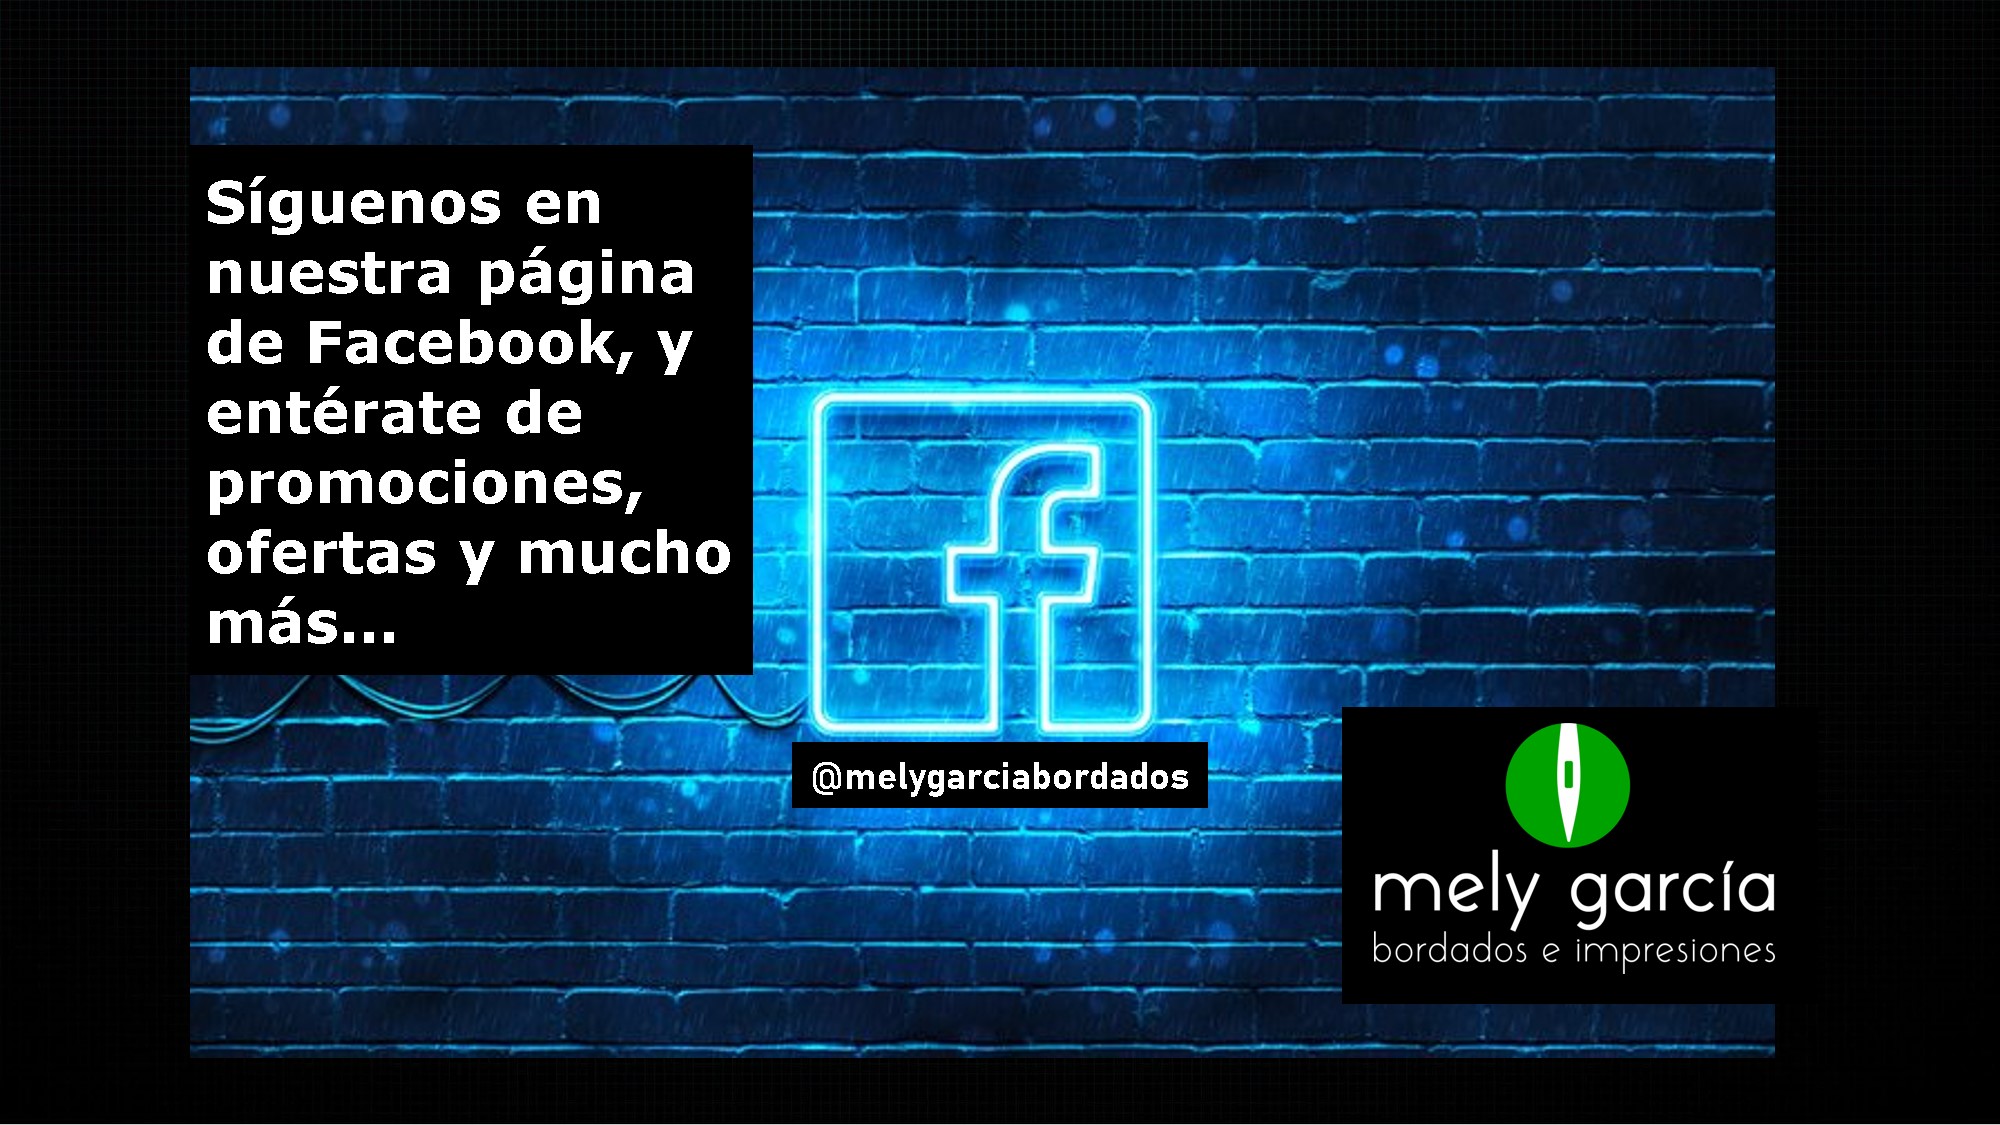 Síguenos en
nuestra página
de Facebook, y
entérate de
promociones,
ofertas y mucho
más...
@melygarciabordados
mely garcía
bordados e impresiones